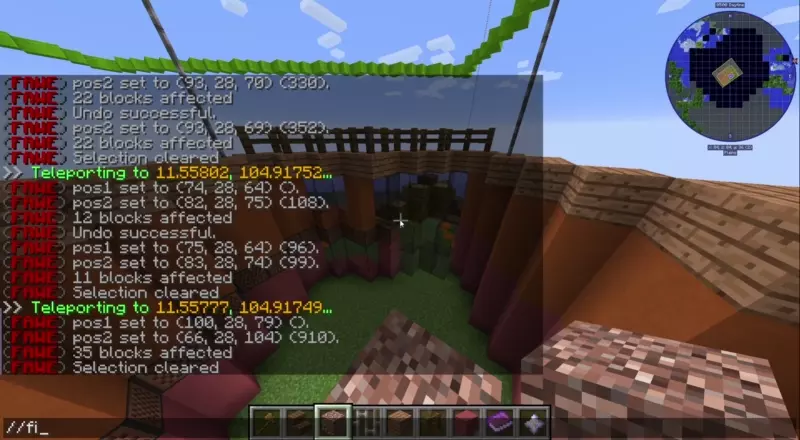 (FAWE) pos2 set to (93, 28, 70) (330).
(FAWE) 22 blocks affected
(FAWE) Undo successful.
(FAWE) pos2 set to (93, 28, 69) (352).
(FAWE) 22 blocks affected
(FAWE) Selection cleared
>> Teleporting to 11.55802, 104.91752...
(FAWE) pos1 set to (74, 28, 64) ().
(FAWE) pos2 set to (82, 28, 75) (108).
(FAWE) 12 blocks affected
(FAWE) Undo successful.
(FAWE) pos1 set to (75, 28, 64) (96).
(FAWE) pos2 set to (83, 28, 74) (99).
(FAWE) 11 blocks affected
(FAWE) Selection cleared
>> Teleporting to 11.55777, 104.91749...
(FAWE) pos1 set to (100, 28, 79) ().
(FAWE) pos2 set to (66, 28, 104) (910).
(FAWE) 35 blocks affected
(FAWE) Selection cleared
//fi_